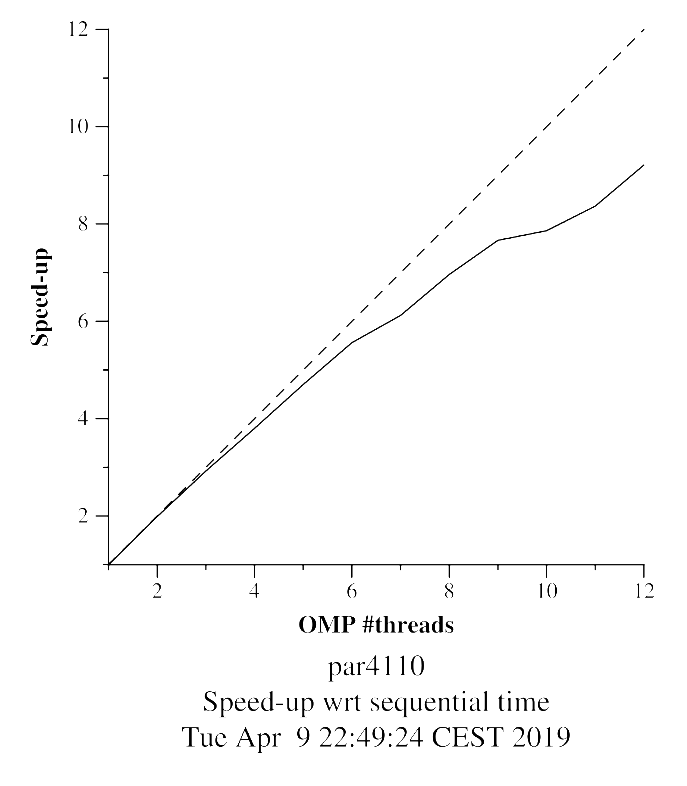 12
10
8
6
4
2
Speed-up
2 4 6 8 10 12
OMP #threads
par4110
Speed-up wrt sequential time
Tue Apr 9 22:49:24 CEST 2019